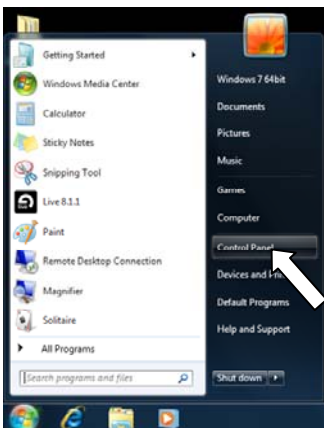 Getting Started
Windows Media Center
Calculator
Sticky Notes
Snipping Tool
Live 8.1.1
Paint
Remote Desktop Connection
Magnifier
Solitaire
All Programs
Search programs and files
Windows 7 64bit
Documents
Pictures
Music
Games
Computer
Control Panel
Devices and
Default Programs
Help and Support
Shut down